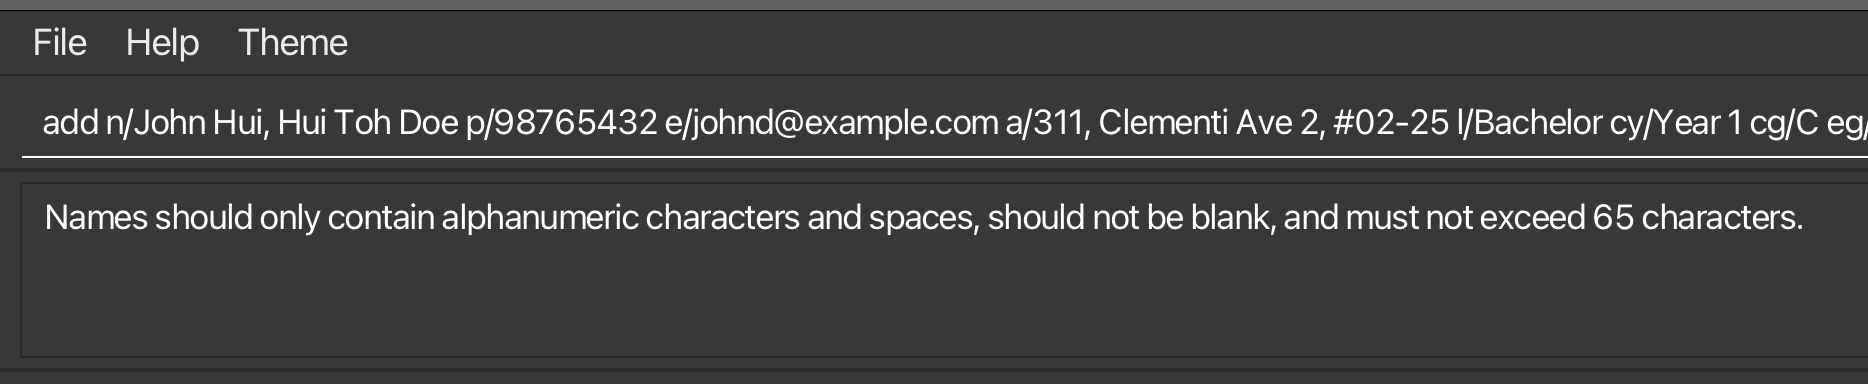 File Help Theme
add n/John Hui, Hui Toh Doe p/98765432 e/johnd@example.com a/311, Clementi Ave 2, #02-25 l/Bachelor cy/Year 1 cg/C eg/
Names should only contain alphanumeric characters and spaces, should not be blank, and must not exceed 65 characters.